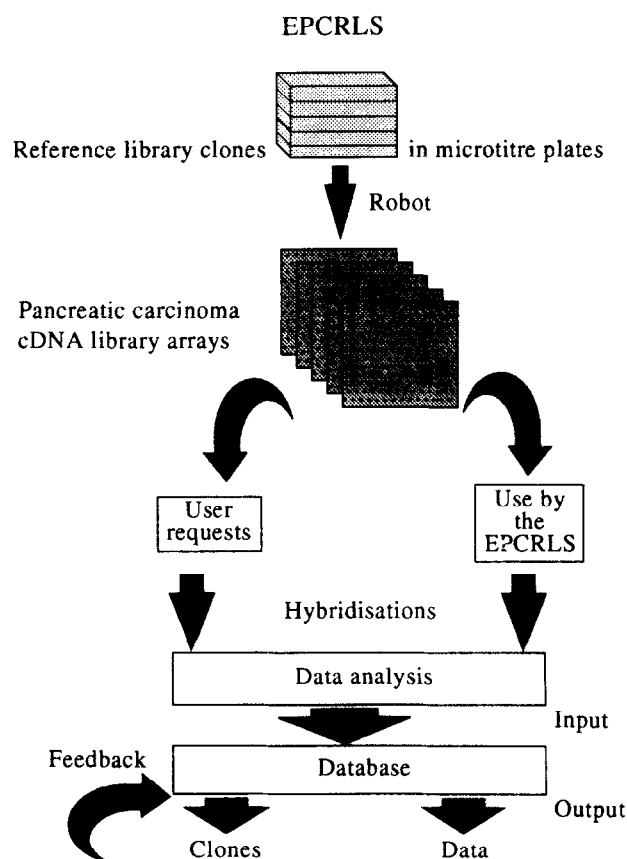 EPCRLS
Reference library clones in microtitre plates
Robot
Pancreatic carcinoma
cDNA library arrays
User
requests
Use by
the
EPCRLS
Hybridisations
Data analysis
Input
Feedback
Database
Output
Clones
Data